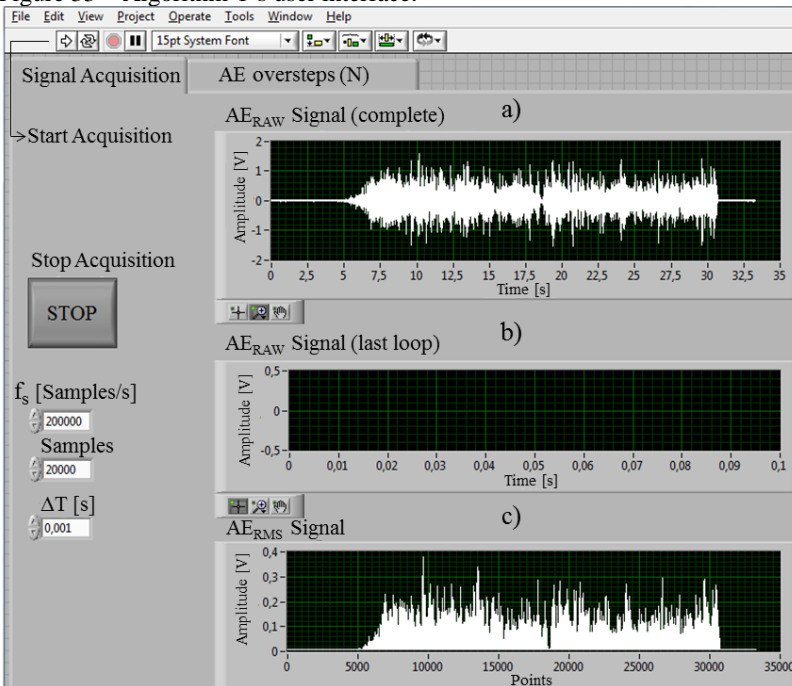 Figure 35 – Algorithm 1's user interface.
File Edit View Project Operate Tools Window Help
15pt System Font
Signal Acquisition
AE oversteps (N)
Start Acquisition
Stop Acquisition
STOP
fs [Samples/s]
200000
Samples
20000
ΔT [s]
0,001
AERAW Signal (complete)
a)
Amplitude [V]
2
1
0
-1
-2
0 2,5 5 7,5 10 12,5 15 17,5 20 22,5 25 27,5 30 32,5 35
Time [s]
AERAW Signal (last loop)
b)
Amplitude [V]
0,5
0
-0,5
0 0,01 0,02 0,03 0,04 0,05 0,06 0,07 0,08 0,09 0,1
Time [s]
AERMS Signal
c)
Amplitude [V]
0,4
0,3
0,2
0,1
0
0 5000 10000 15000 20000 25000 30000 35000
Points